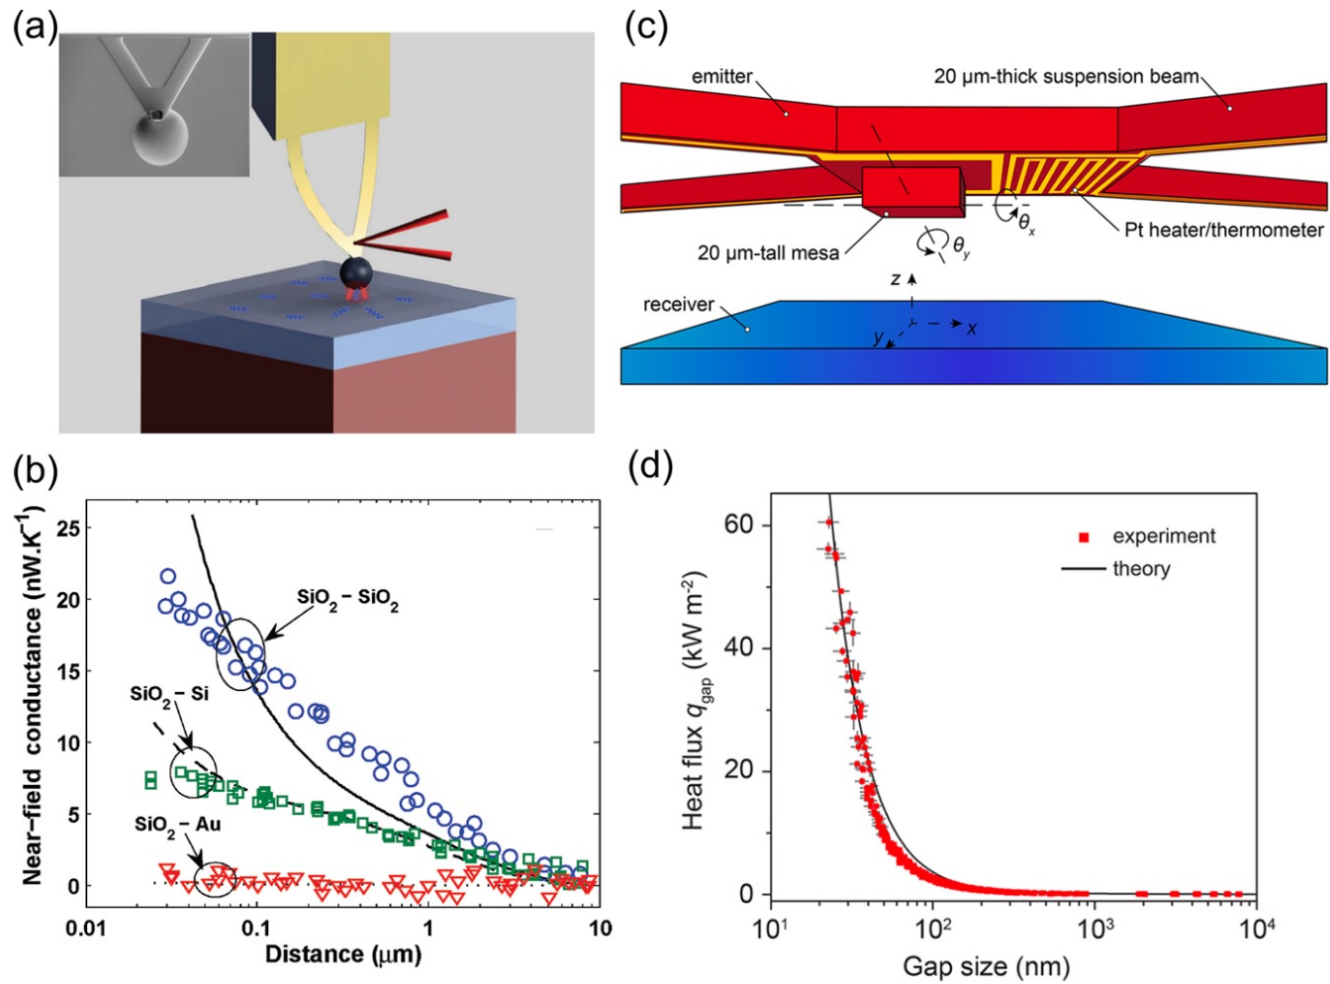 (a)
(c)
emitter
20 µm-thick suspension beam
θx
Pt heater/thermometer
20 µm-tall mesa
θy
receiver
z
x
y
(b)
Near–field conductance (nW.K⁻¹)
25
20
15
10
5
0
SiO₂ – SiO₂
SiO₂ – Si
SiO₂ – Au
0.01
0.1
1
10
Distance (µm)
(d)
Heat flux qgap (kW m⁻²)
60
40
20
0
experiment
theory
10¹
10²
10³
10⁴
Gap size (nm)